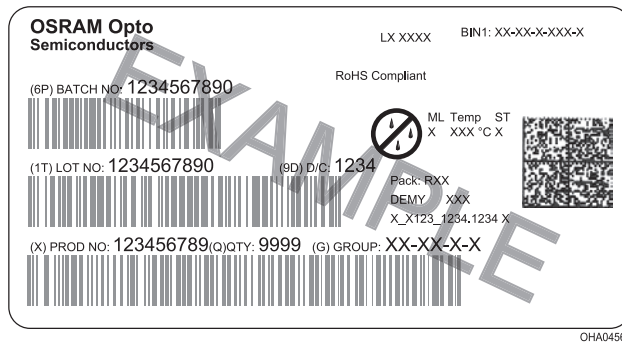 OSRAM Opto
Semiconductors
LX XXXX
BIN1: XX-XX-X-XXX-X
RoHS Compliant
(6P) BATCH NO: 1234567890
ML Temp ST
X XXX °C X
(1T) LOT NO: 1234567890 (9D) D/C: 1234
Pack: RXX
DEMY XXX
X_X123_1234.1234 X
(X) PROD NO: 123456789(Q)QTY: 9999 (G) GROUP: XX-XX-X-X
EXAMPLE
OHA0456